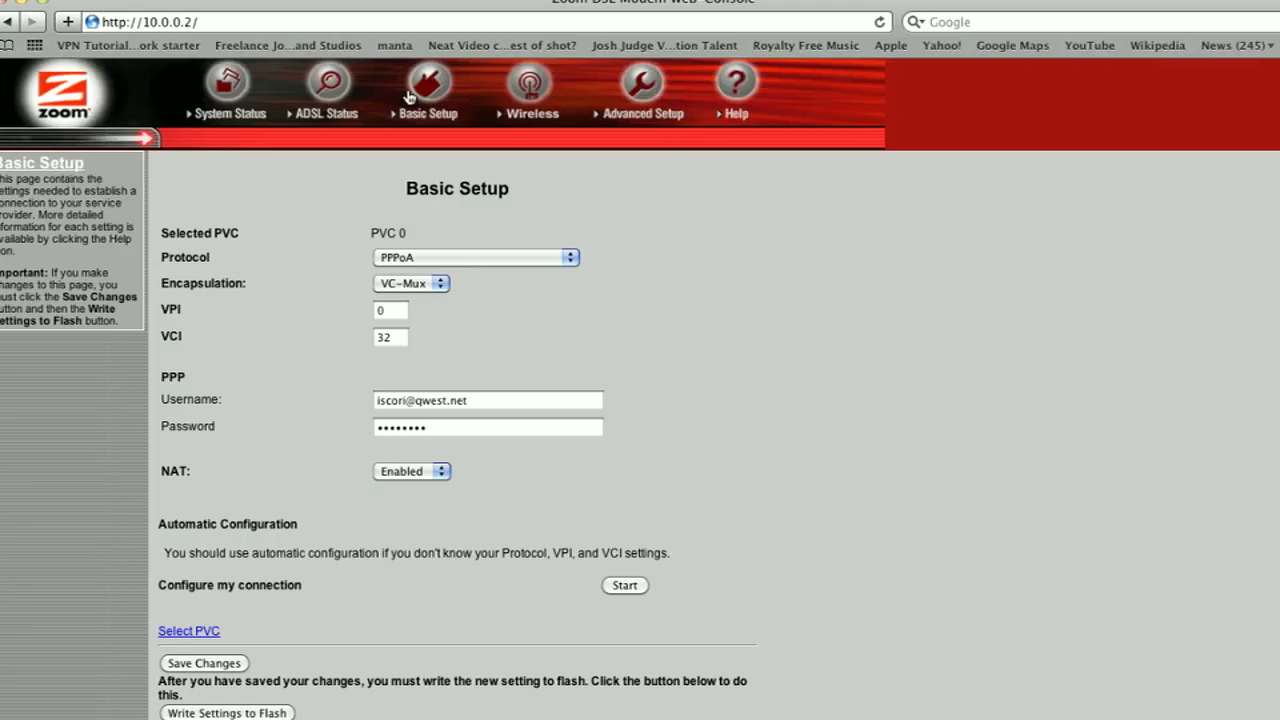 Zoom DSL Modem Web-Console
http://10.0.0.2/
Google
VPN Tutorial...ork starter Freelance Jo...and Studios manta Neat Video c...est of shot? Josh Judge V...tion Talent Royalty Free Music Apple Yahoo! Google Maps YouTube Wikipedia News (245)
zoom
System Status ADSL Status Basic Setup Wireless Advanced Setup Help
Basic Setup
his page contains the
ettings needed to establish a
onnection to your service
rovider. More detailed
nformation for each setting is
vailable by clicking the Help
con.
mportant: If you make
hanges to this page, you
ust click the Save Changes
utton and then the Write
ettings to Flash button.
Basic Setup
Selected PVC PVC 0
Protocol PPPoA
Encapsulation: VC-Mux
VPI 0
VCI 32
PPP
Username: iscori@qwest.net
Password ••••••••
NAT: Enabled
Automatic Configuration
You should use automatic configuration if you don't know your Protocol, VPI, and VCI settings.
Configure my connection Start
Select PVC
Save Changes
After you have saved your changes, you must write the new setting to flash. Click the button below to do
this.
Write Settings to Flash